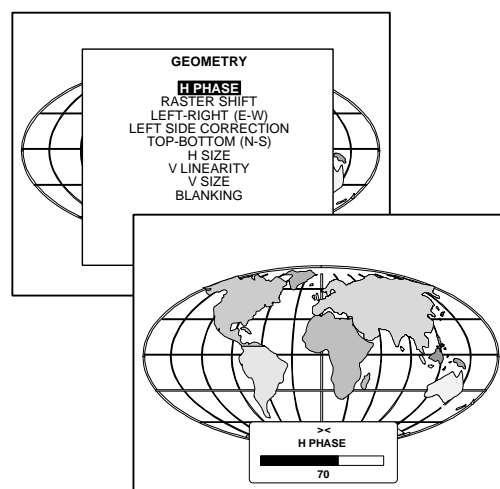 GEOMETRY
H PHASE
RASTER SHIFT
LEFT-RIGHT (E-W)
LEFT SIDE CORRECTION
TOP-BOTTOM (N-S)
H SIZE
V LINEARITY
V SIZE
BLANKING
><
H PHASE
70